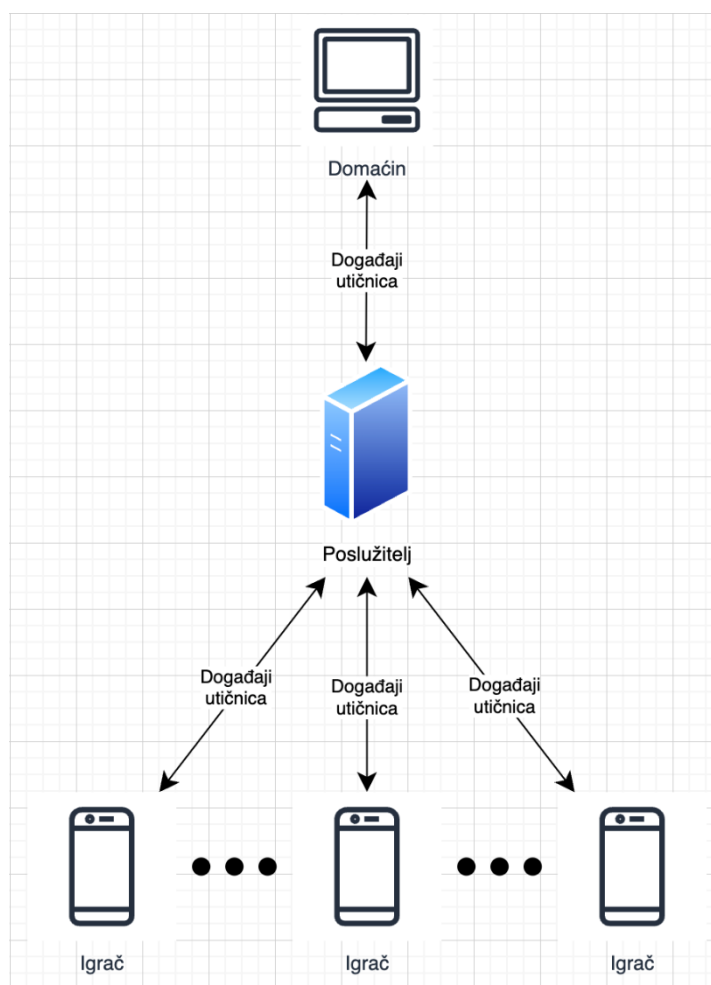 Domaćin
Događaji
utičnica
Poslužitelj
Događaji
utičnica
Događaji
utičnica
Događaji
utičnica
Igrač
Igrač
Igrač